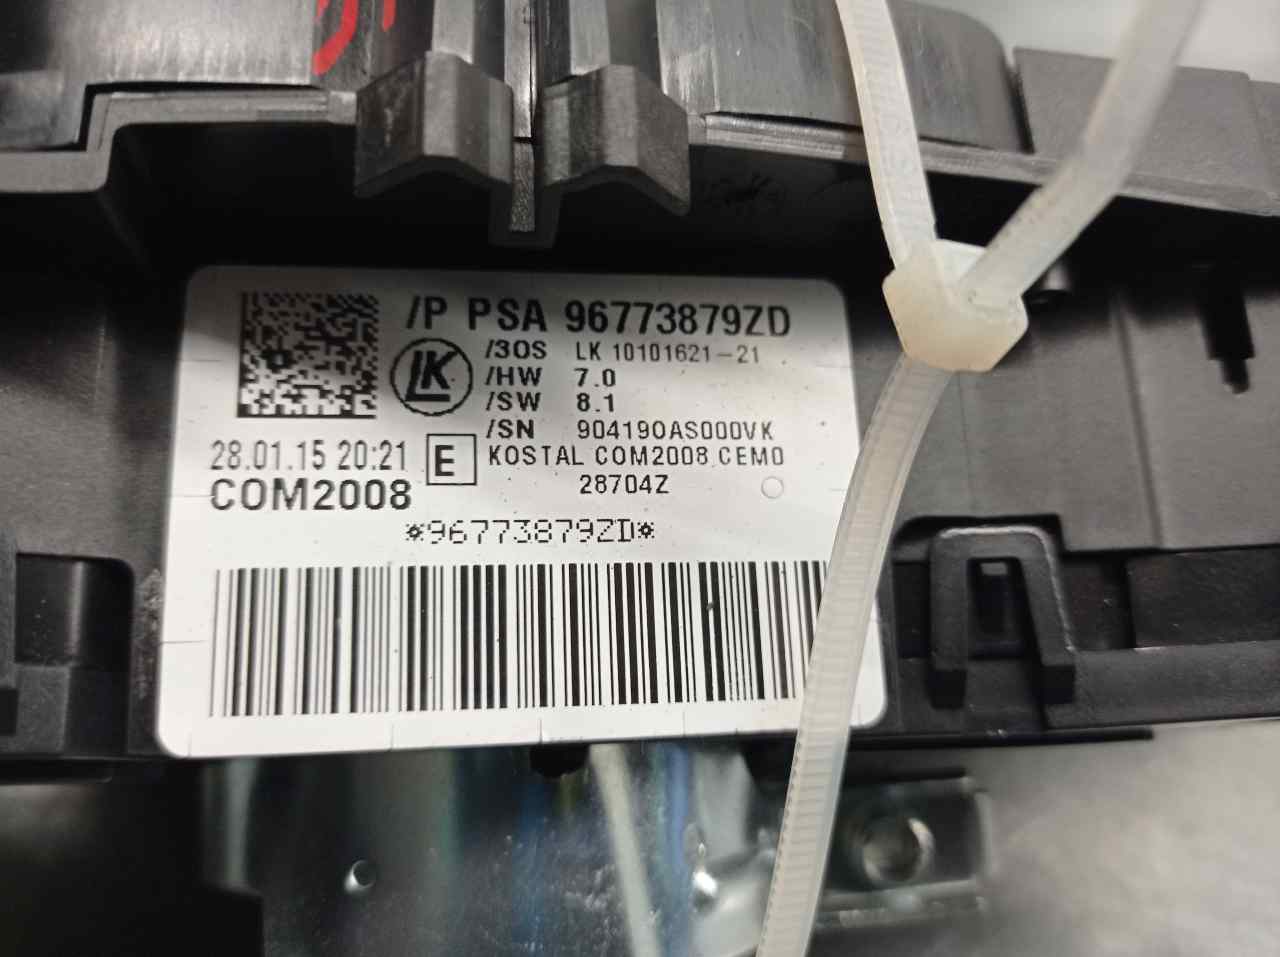 /P PSA 96773879ZD
/3OS LK 10101621-21
LK
/HW 7.0
/SW 8.1
/SN 904190AS000VK
28.01.15 20:21 E KOSTAL COM2008 CEM0
COM2008 28704Z
*96773879ZD*